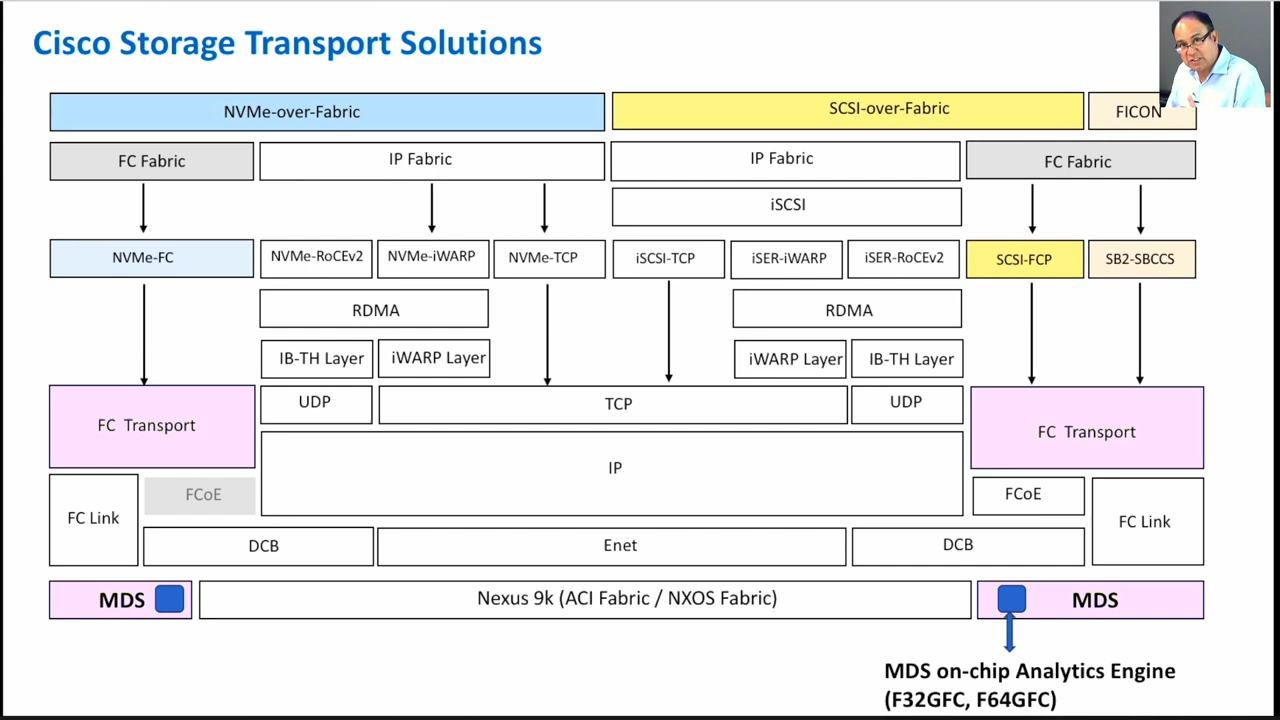 Cisco Storage Transport Solutions
NVMe-over-Fabric
SCSI-over-Fabric
FICON
FC Fabric
IP Fabric
IP Fabric
FC Fabric
iSCSI
NVMe-FC
NVMe-RoCEv2
NVMe-iWARP
NVMe-TCP
iSCSI-TCP
iSER-iWARP
iSER-RoCEv2
SCSI-FCP
SB2-SBCCS
RDMA
RDMA
IB-TH Layer
iWARP Layer
iWARP Layer
IB-TH Layer
UDP
TCP
UDP
FC Transport
FC Transport
IP
FCoE
FCoE
FC Link
FC Link
DCB
Enet
DCB
MDS
Nexus 9k (ACI Fabric / NXOS Fabric)
MDS
MDS on-chip Analytics Engine
(F32GFC, F64GFC)